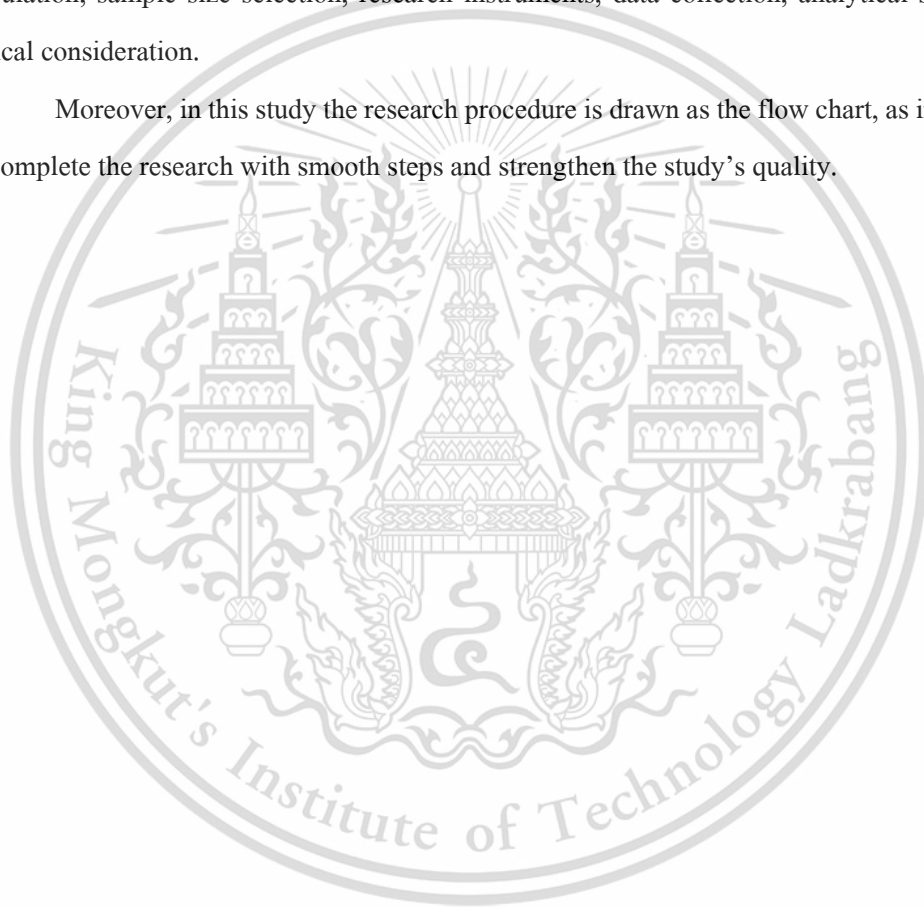 ulation, sample size selection, research instruments, data collection, analytical s
ical consideration.
Moreover, in this study the research procedure is drawn as the flow chart, as i
omplete the research with smooth steps and strengthen the study's quality.
King Mongkut's Institute of Technology Ladkrabang